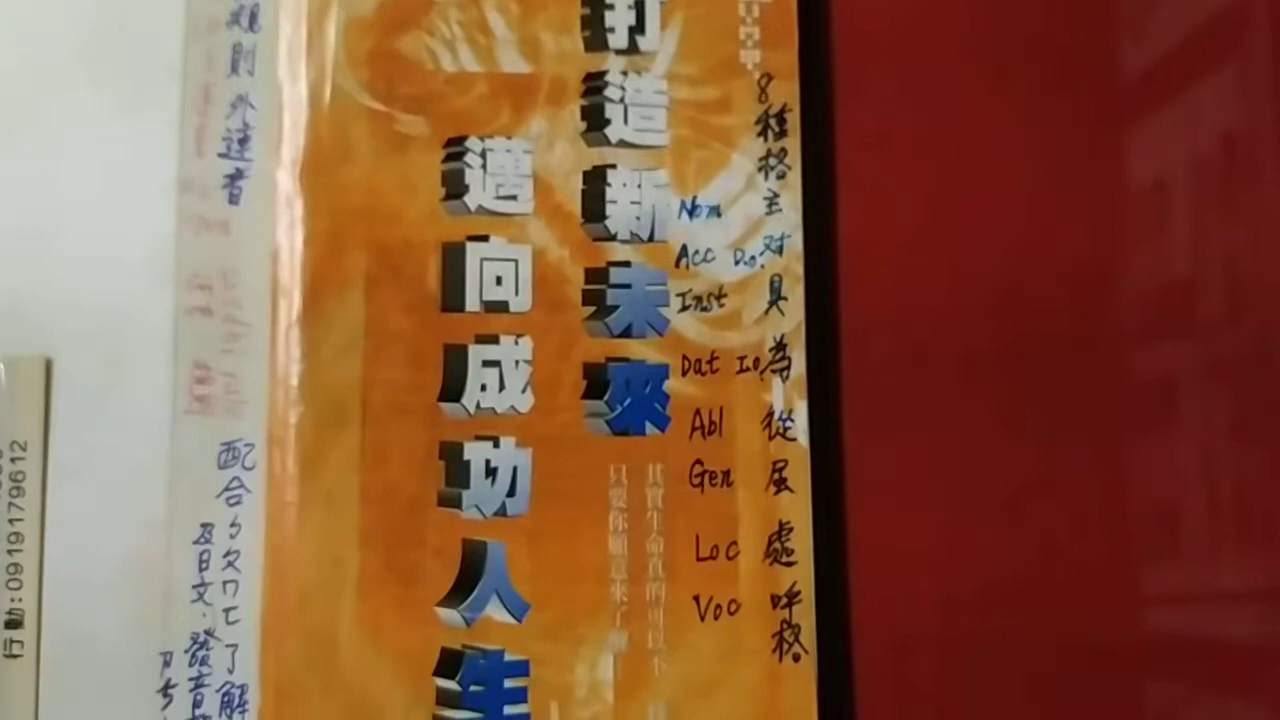 打造新未來
邁向成功人生
其實生命真的可以不
只要你願意來了解
8種格主对具為從屬處呼格
Nom
Acc D.o.
Inst
Dat I.o.
Abl
Gen
Loc
Voc
規則外違者
配合ㄅㄆㄇㄈ了解
及日文.發音
行動:0919179612